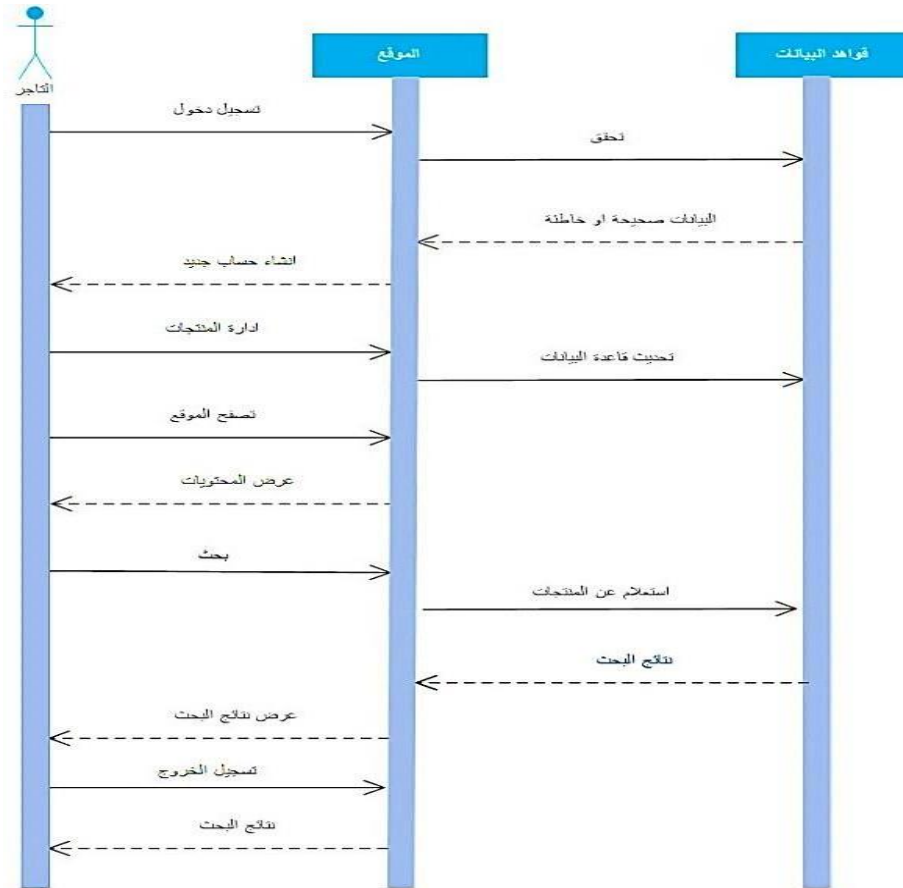 الموقع
قواهد البيانات
التاجر
تسجيل دخول
تحقق
البيانات صحيحة او خاطئة
انشاء حساب جديد
ادارة المنتجات
تحديث قاعدة البيانات
تصفح الموقع
عرض المحتويات
بحث
استعلام عن المنتجات
نتائج البحث
عرض نتائج البحث
تسجيل الخروج
نتائج البحث